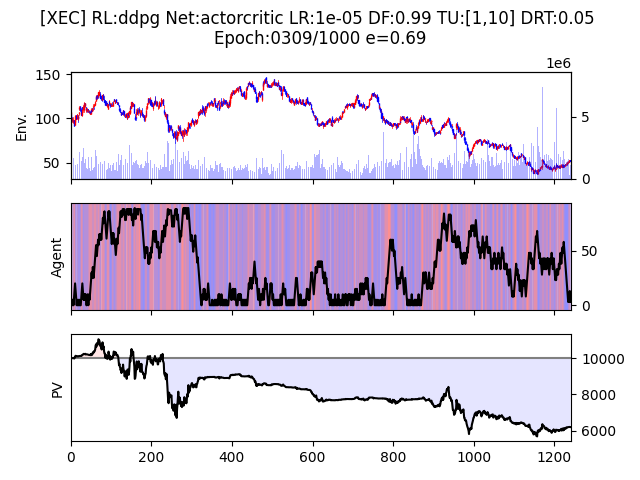 [XEC] RL:ddpg Net:actorcritic LR:1e-05 DF:0.99 TU:[1,10] DRT:0.05
Epoch:0309/1000 e=0.69
1e6
150
100
50
Env.
5
0
Agent
50
0
PV
10000
8000
6000
0 200 400 600 800 1000 1200